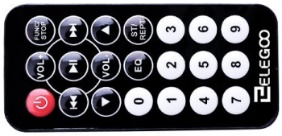 VOL
FUNC/
STOP
VOL
0
EQ
ST/
REPT
1 2 3
4 5 6
7 8 9
ELEGOO